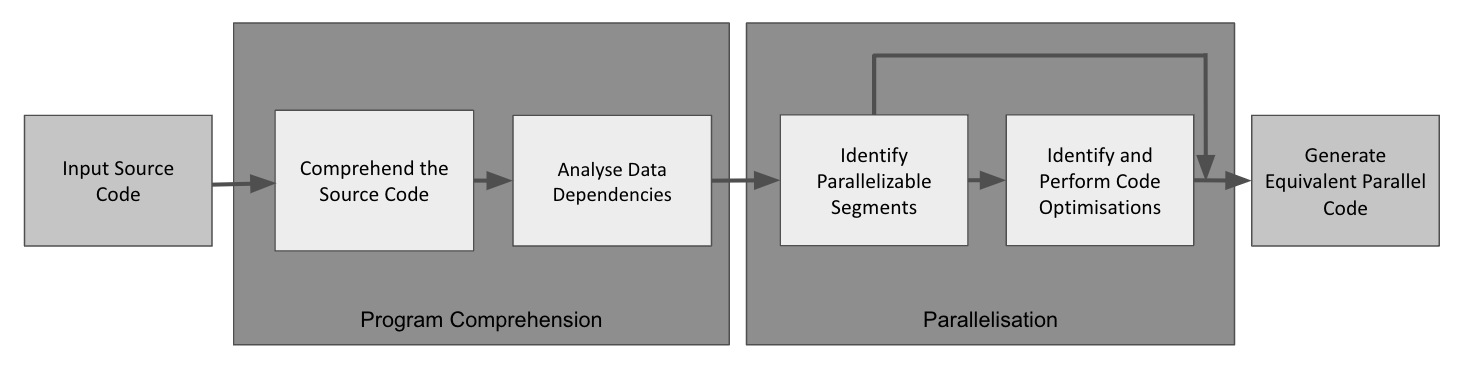 Input Source
Code
Comprehend the
Source Code
Analyse Data
Dependencies
Program Comprehension
Identify
Parallelizable
Segments
Identify and
Perform Code
Optimisations
Parallelisation
Generate
Equivalent Parallel
Code